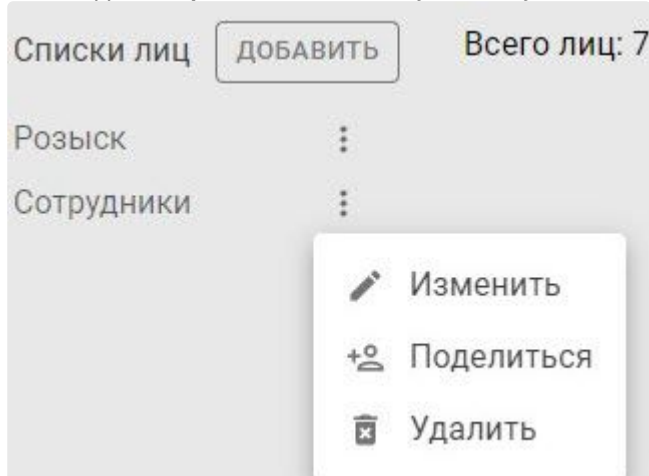 Списки лиц ДОБАВИТЬ Всего лиц: 7
Розыск
Сотрудники
Изменить
Поделиться
Удалить